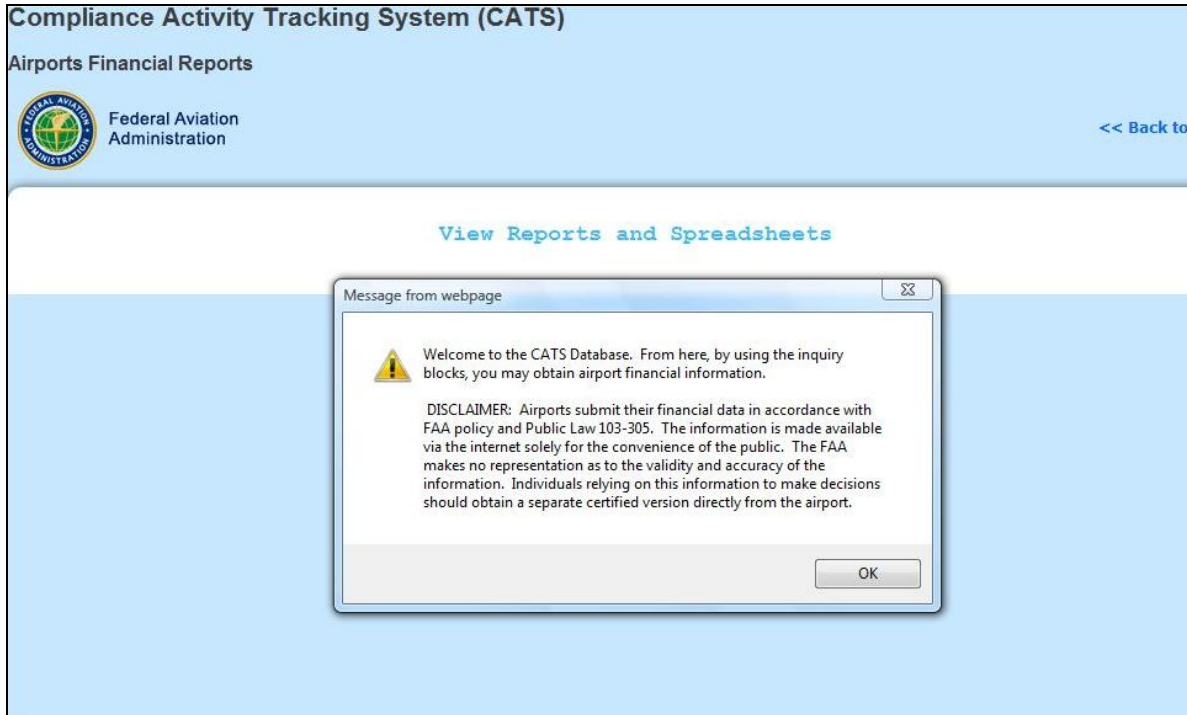 Compliance Activity Tracking System (CATS)
Airports Financial Reports
FEDERAL AVIATION
ADMINISTRATION
Federal Aviation
Administration
<< Back to
View Reports and Spreadsheets
Message from webpage
Welcome to the CATS Database. From here, by using the inquiry
blocks, you may obtain airport financial information.
DISCLAIMER: Airports submit their financial data in accordance with
FAA policy and Public Law 103-305. The information is made available
via the internet solely for the convenience of the public. The FAA
makes no representation as to the validity and accuracy of the
information. Individuals relying on this information to make decisions
should obtain a separate certified version directly from the airport.
OK